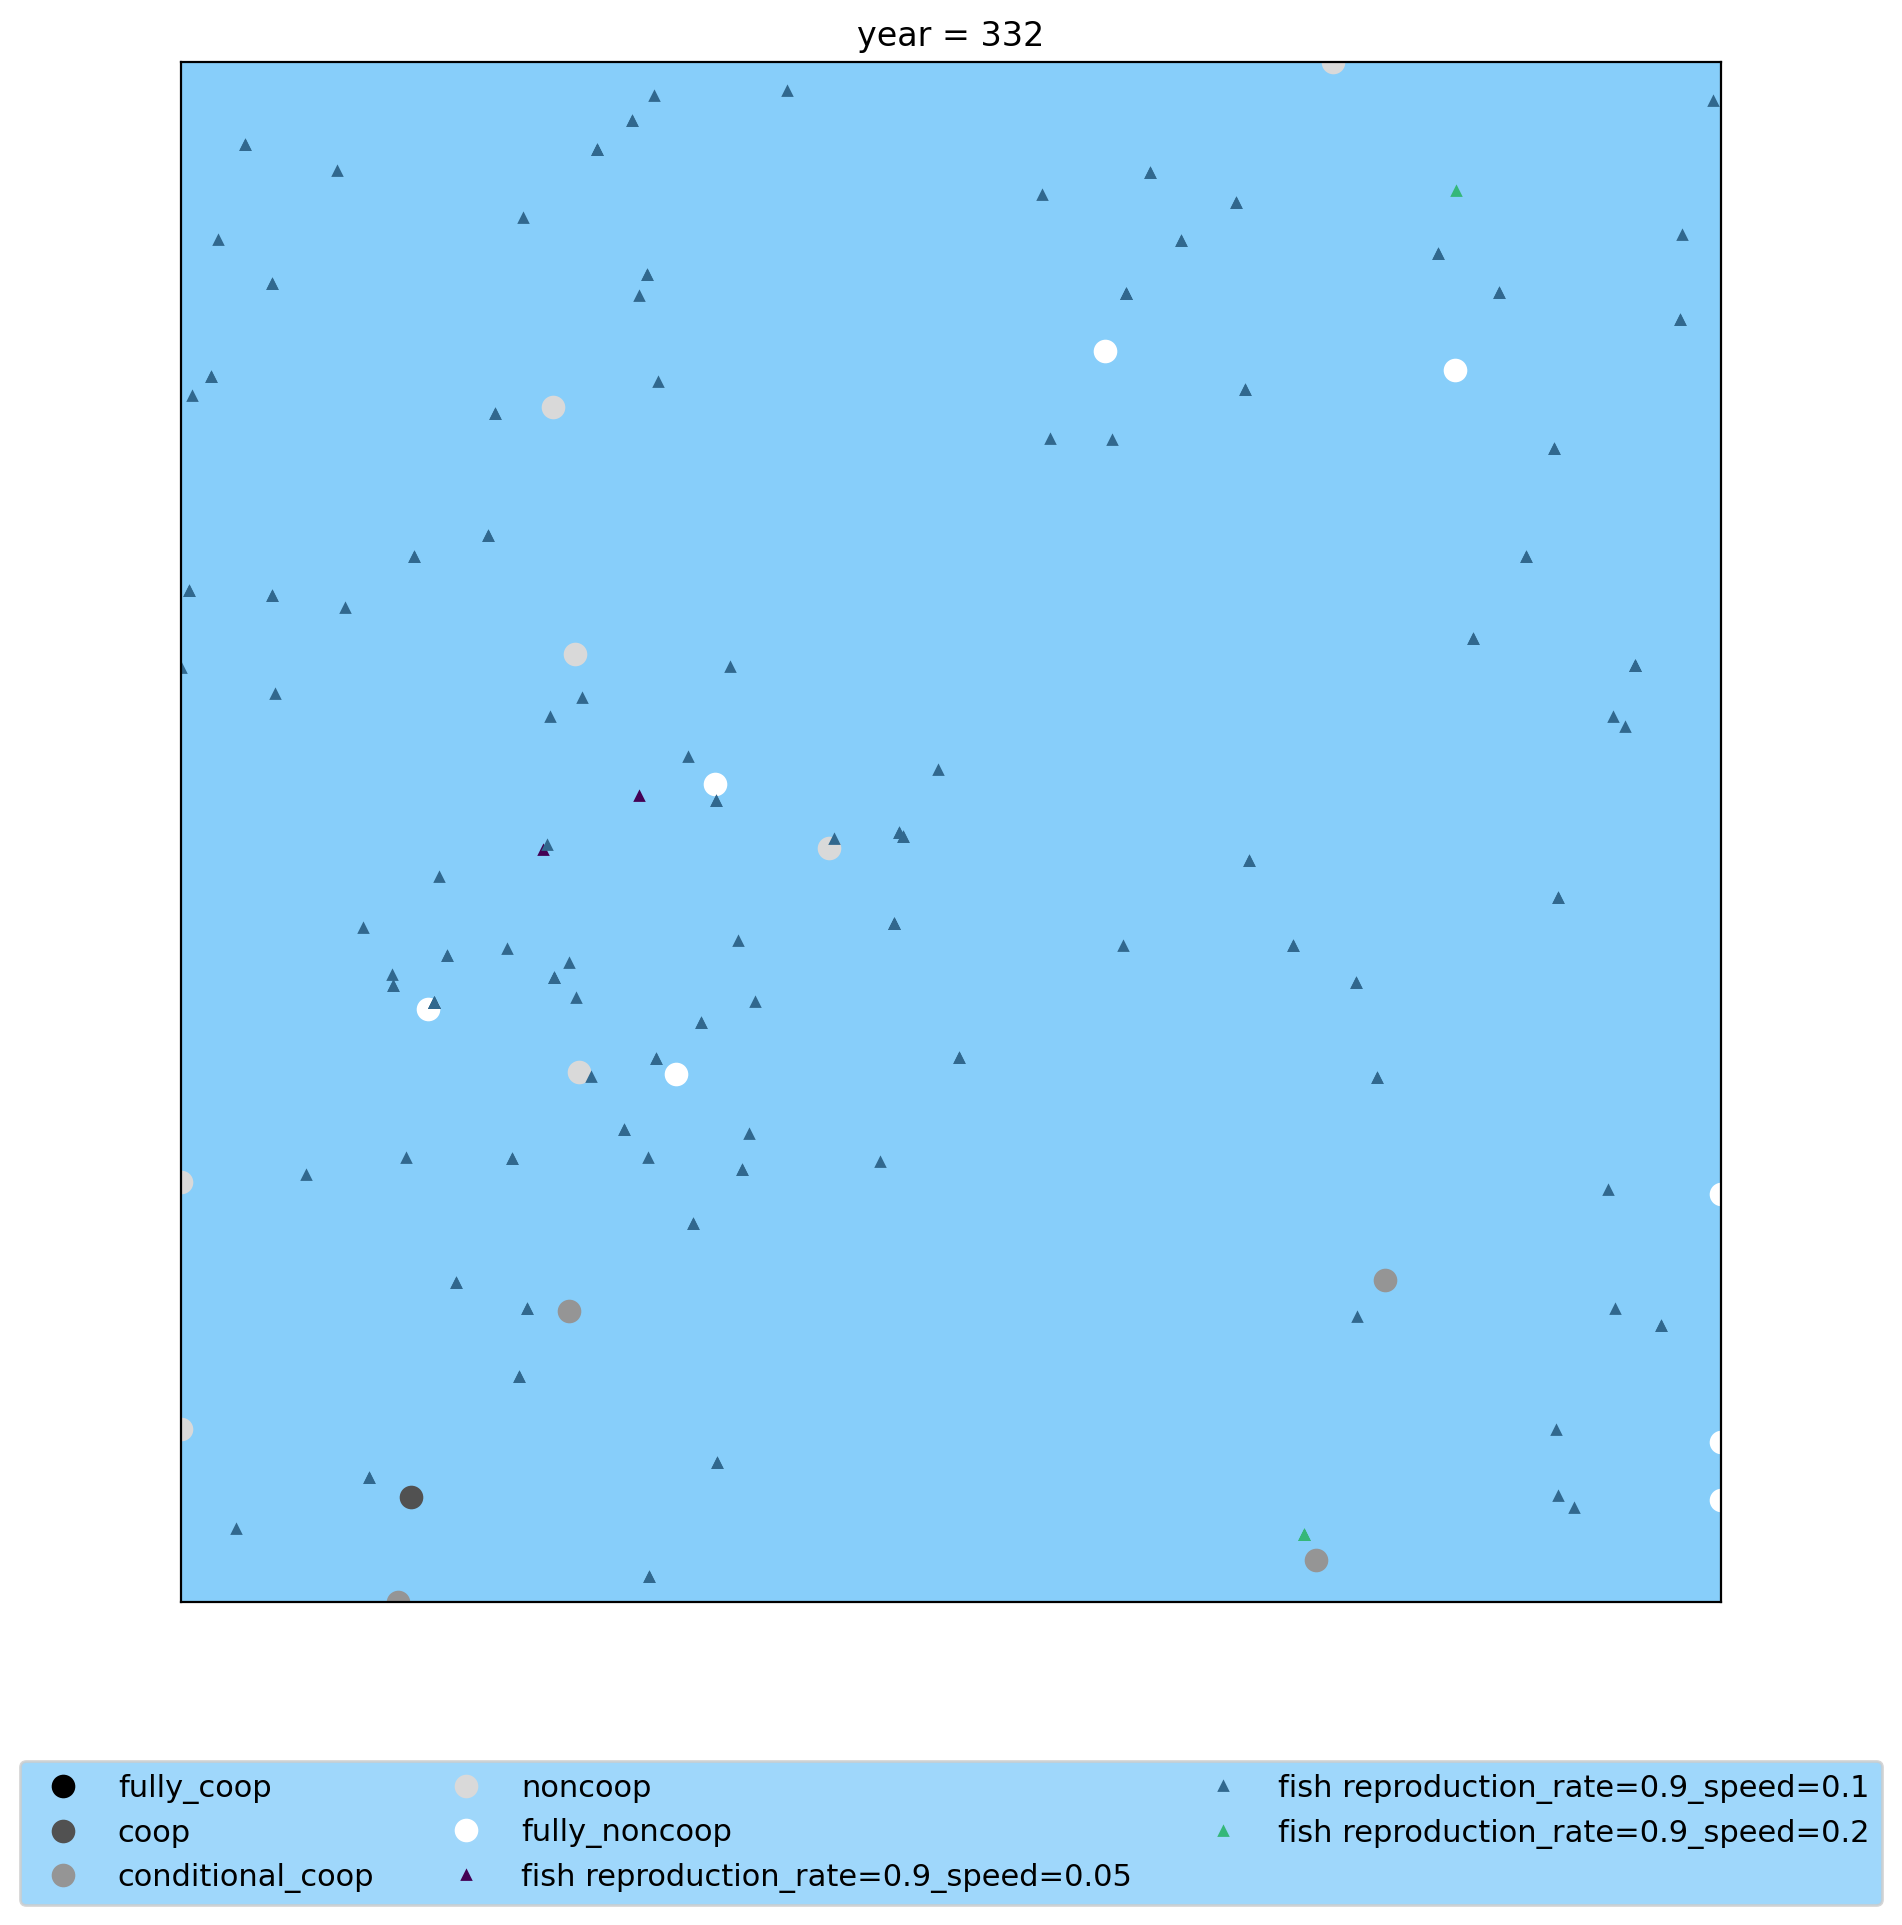 year = 332
fully_coop
coop
conditional_coop
noncoop
fully_noncoop
fish reproduction_rate=0.9_speed=0.05
fish reproduction_rate=0.9_speed=0.1
fish reproduction_rate=0.9_speed=0.2